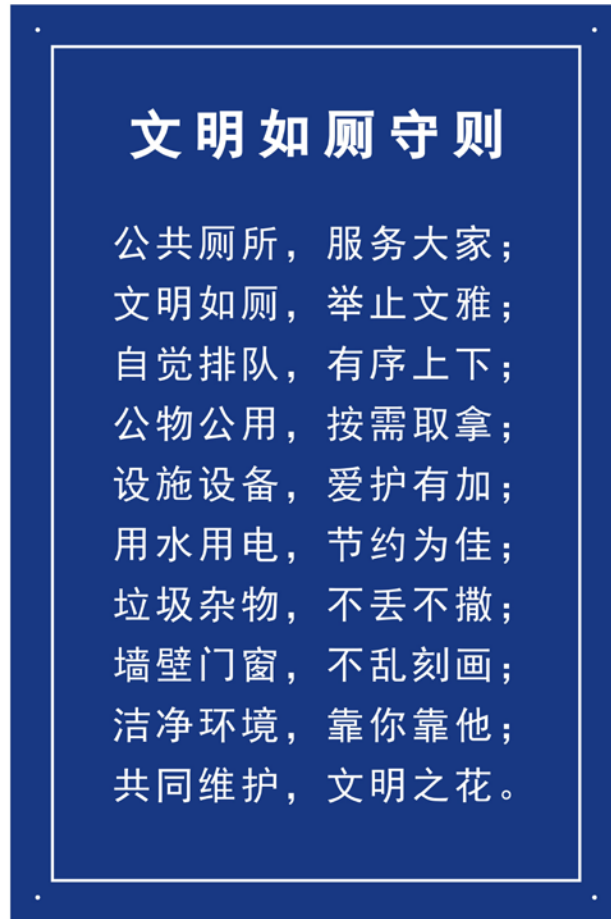 文明如厕守则
公共厕所，服务大家；
文明如厕，举止文雅；
自觉排队，有序上下；
公物公用，按需取拿；
设施设备，爱护有加；
用水用电，节约为佳；
垃圾杂物，不丢不撒；
墙壁门窗，不乱刻画；
洁净环境，靠你靠他；
共同维护，文明之花。